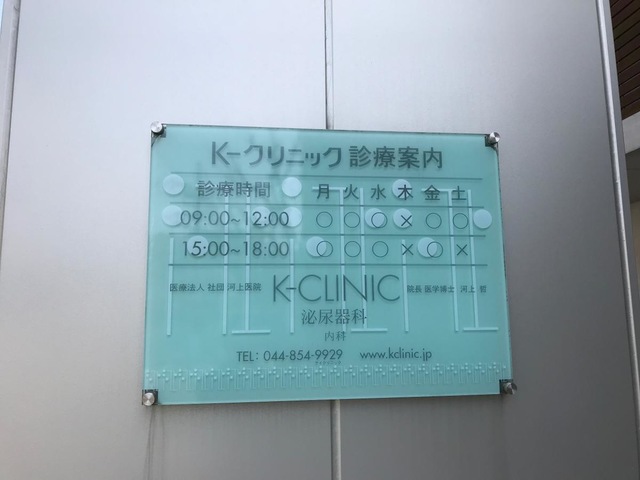 K-クリニック 診療案内
診療時間 月 火 水 木 金 土
09:00~12:00 ○ ○ ○ × ○ ○
15:00~18:00 ○ ○ ○ × ○ ×
医療法人 社団 河上医院 K-CLINIC 院長 医学博士 河上 哲
泌尿器科
内科
TEL: 044-854-9929 www.kclinic.jp